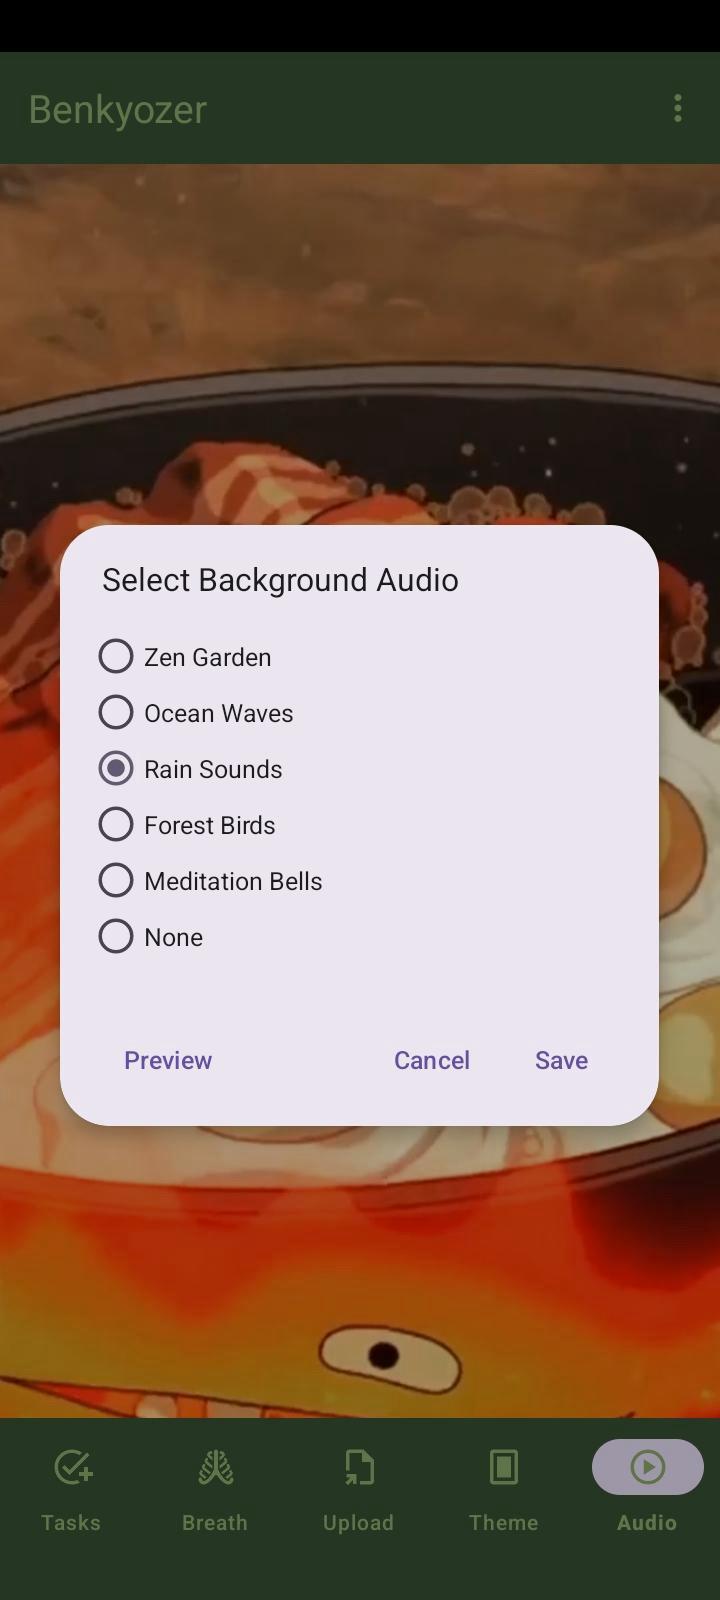 Benkyozer
Select Background Audio
Zen Garden
Ocean Waves
Rain Sounds
Forest Birds
Meditation Bells
None
Preview Cancel Save
Tasks Breath Upload Theme Audio